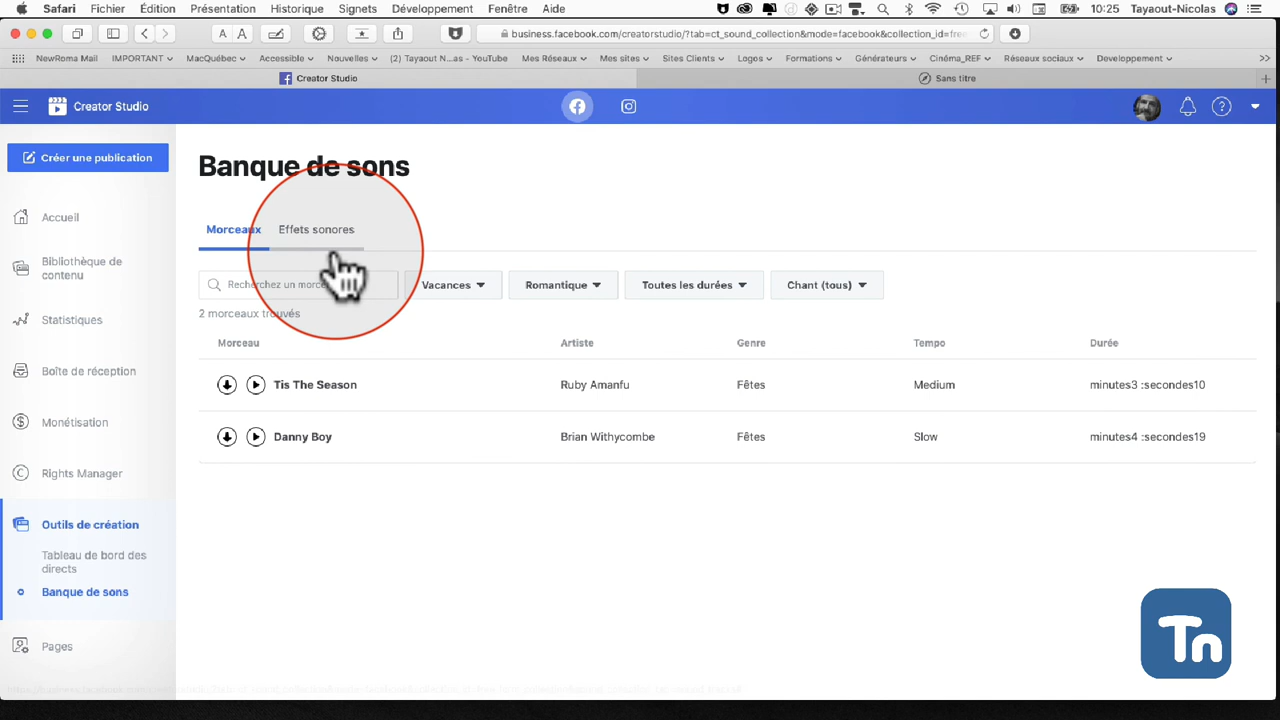 Safari Fichier Édition Présentation Historique Signets Développement Fenêtre Aide 10:25 Tayaout-Nicolas
A A business.facebook.com/creatorstudio/?tab=ct_sound_collection&mode=facebook&collection_id=free
NewRoma Mail IMPORTANT MacQuébec Accessible Nouvelles (2) Tayaout N...as - YouTube Mes Réseaux Mes sites Sites Clients Logos Formations Générateurs Cinéma_REF Réseaux sociaux Developpement >>
Creator Studio Sans titre
Creator Studio
Créer une publication
Accueil
Bibliothèque de
contenu
Statistiques
Boîte de réception
Monétisation
Rights Manager
Outils de création
Tableau de bord des
directs
Banque de sons
Pages
Banque de sons
Morceaux Effets sonores
Recherchez un Vacances Romantique Toutes les durées Chant (tous)
2 morceaux trouvés
Morceau Artiste Genre Tempo Durée
Tis The Season Ruby Amanfu Fêtes Medium minutes3 :secondes10
Danny Boy Brian Withycombe Fêtes Slow minutes4 :secondes19
Tn